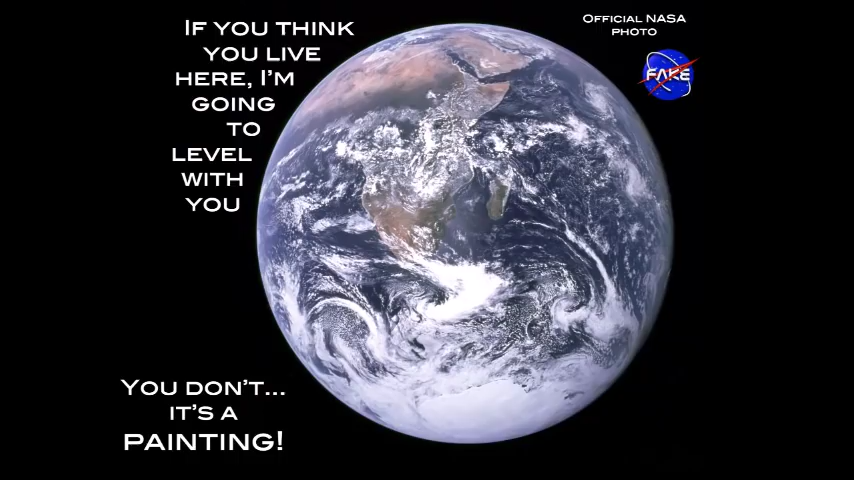 IF YOU THINK
YOU LIVE
HERE, I'M
GOING
TO
LEVEL
WITH
YOU
OFFICIAL NASA
PHOTO
FAKE
YOU DON'T...
IT'S A
PAINTING!